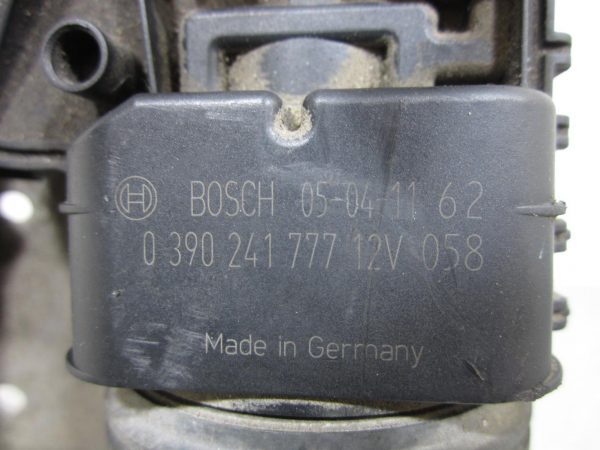 BOSCH 05-04-11 62
0 390 241 777 12V 058
Made in Germany